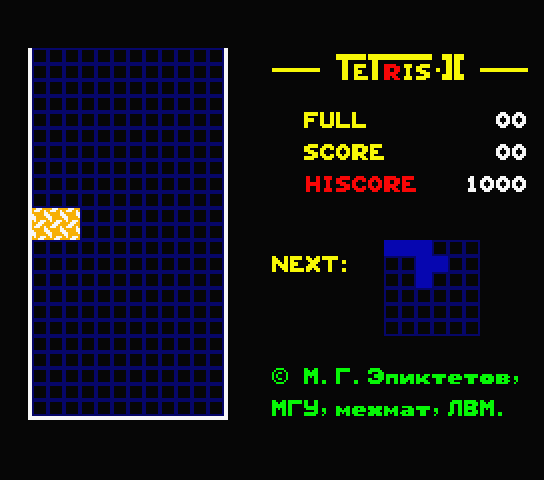 TETRIS·II
FULL 00
SCORE 00
HISCORE 1000
NEXT:
© М. Г. Эпиктетов,
МГУ, мехмат, ЛВМ.